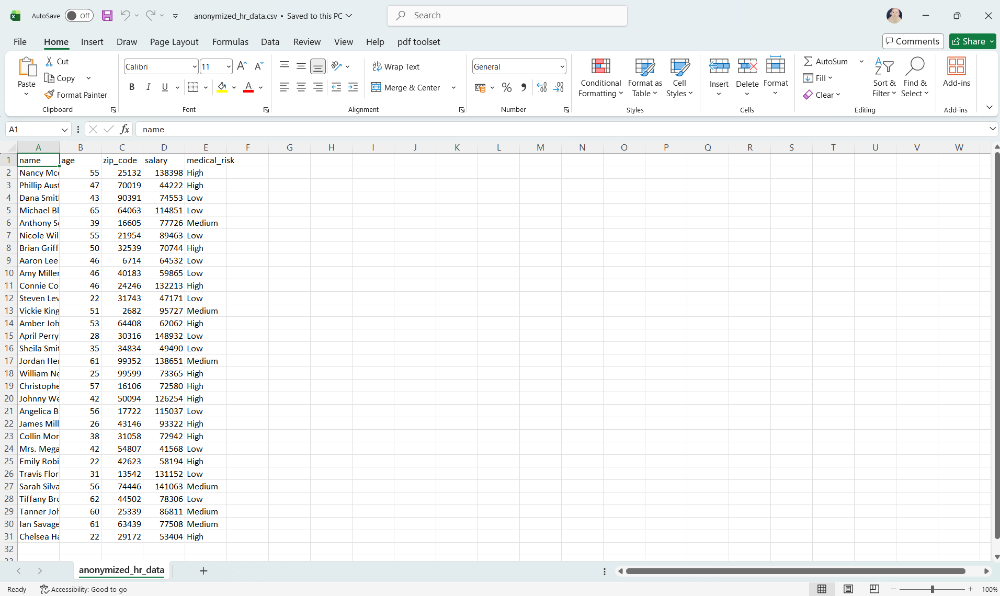 AutoSave Off anonymized_hr_data.csv • Saved to this PC Search
File Home Insert Draw Page Layout Formulas Data Review View Help pdf toolset Comments Share
Paste
Cut
Copy
Format Painter
Clipboard
Calibri 11
B I U A
Font
Wrap Text
Merge & Center
Alignment
General
Number
Conditional Formatting
Format as Table
Cell Styles
Styles
Insert Delete Format
Cells
AutoSum
Fill
Clear
Sort & Filter
Find & Select
Editing
Add-ins
Add-ins
A1 fx name
A B C D E F G H I J K L M N O P Q R S T U V W
1 name age zip_code salary medical_risk
2 Nancy Mc 55 25132 138398 High
3 Phillip Aust 47 70019 44222 High
4 Dana Smit 43 90391 74553 Low
5 Michael Bl 65 64063 114851 Low
6 Anthony S 39 16605 77726 Medium
7 Nicole Wil 55 21954 89463 Low
8 Brian Griff 50 32539 70744 High
9 Aaron Lee 46 6714 64532 Low
10 Amy Miller 46 40183 59865 Low
11 Connie Co 46 24246 132213 High
12 Steven Lev 22 31743 47171 Low
13 Vickie King 51 2682 95727 Medium
14 Amber Joh 53 64408 62062 High
15 April Perry 28 30316 148932 Low
16 Sheila Smit 35 34834 49490 Low
17 Jordan Her 61 99352 138651 Medium
18 William Ne 25 99599 73365 High
19 Christophe 57 16106 72580 High
20 Johnny We 42 50094 126254 High
21 Angelica B 56 17722 115037 Low
22 James Mill 26 43146 93322 High
23 Collin Mor 38 31058 72942 High
24 Mrs. Mega 42 54807 41568 Low
25 Emily Robi 22 42623 58194 High
26 Travis Flor 31 13542 131152 Low
27 Sarah Silva 56 74446 141063 Medium
28 Tiffany Bro 62 44502 78306 Low
29 Tanner Joh 60 25339 86811 Medium
30 Ian Savage 61 63439 77508 Medium
31 Chelsea Ha 22 29172 53404 High
32
anonymized_hr_data
Ready Accessibility: Good to go 100%